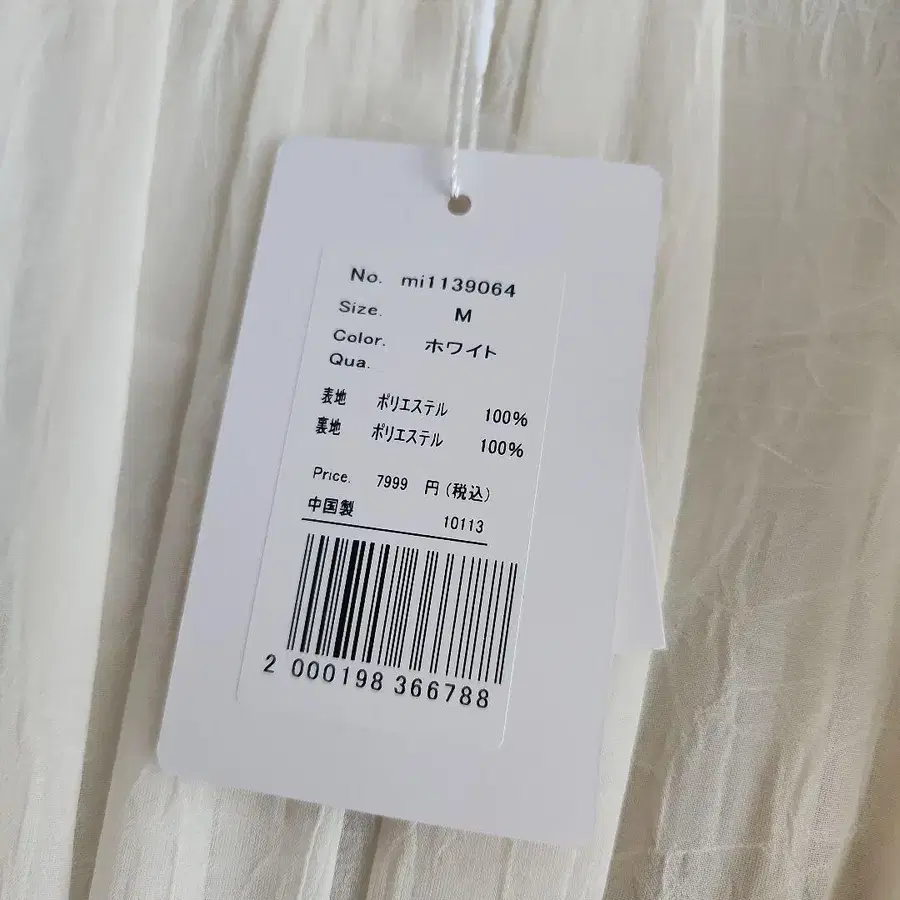 No. mi1139064
Size. M
Color. ホワイト
Qua.
表地 ポリエステル 100%
裏地 ポリエステル 100%
Price. 7999 円(税込)
中国製 10113
2 000198 366788